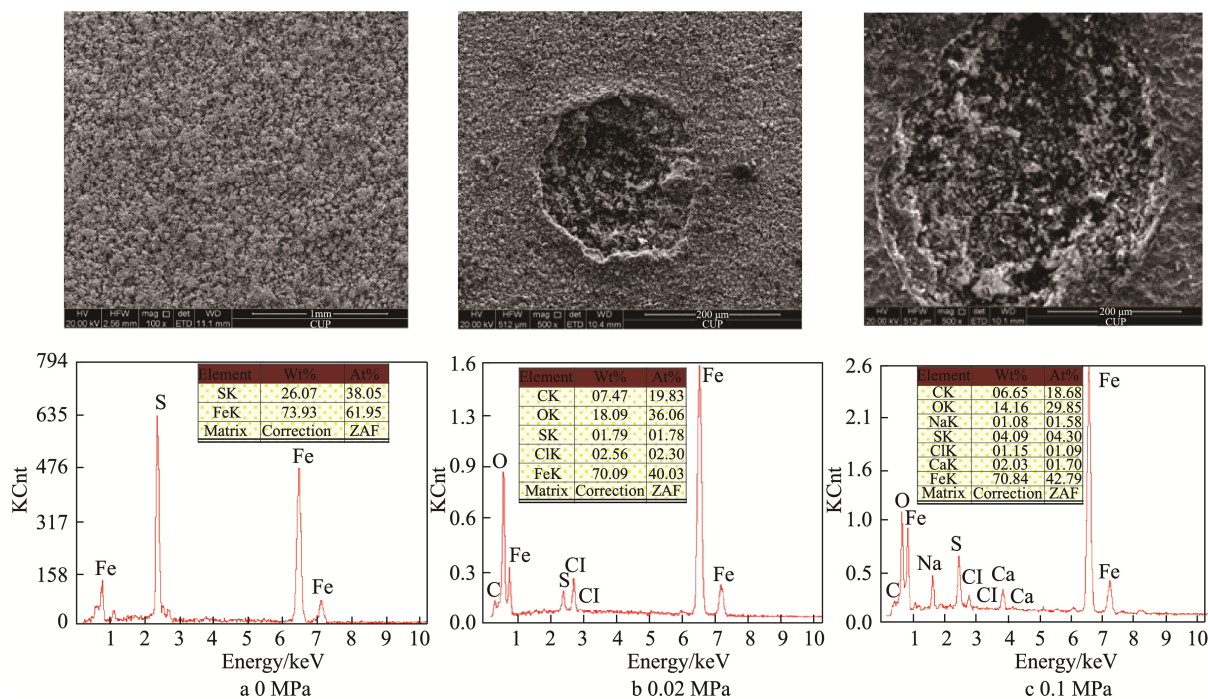 HV HFW mag □ det WD 1mm
20.00 kV 2.56 mm 100 x ETD 11.1 mm CUP
HV HFW mag □ det WD 200 μm
20.00 kV 512 μm 500 x ETD 10.4 mm CUP
HV HFW mag □ det WD 200 μm
20.00 kV 512 μm 500 x ETD 10.1 mm CUP
794
635
476
317
158
0
KCnt
Element Wt% At%
SK 26.07 38.05
FeK 73.93 61.95
Matrix Correction ZAF
Fe
S
Fe
Fe
1 2 3 4 5 6 7 8 9 10
Energy/keV
a 0 MPa
1.6
1.3
0.9
0.6
0.3
0.0
KCnt
Element Wt% At%
CK 07.47 19.83
OK 18.09 36.06
SK 01.79 01.78
ClK 02.56 02.30
FeK 70.09 40.03
Matrix Correction ZAF
C
O
Fe
S
CI
CI
Fe
Fe
1 2 3 4 5 6 7 8 9 10
Energy/keV
b 0.02 MPa
2.6
2.1
1.6
1.0
0.5
0.0
KCnt
Element Wt% At%
CK 06.65 18.68
OK 14.16 29.85
NaK 01.08 01.58
SK 04.09 04.30
ClK 01.15 01.09
CaK 02.03 01.70
FeK 70.84 42.79
Matrix Correction ZAF
C
O
Fe
Na
S
CI
CI
Ca
Ca
Fe
Fe
1 2 3 4 5 6 7 8 9 10
Energy/keV
c 0.1 MPa